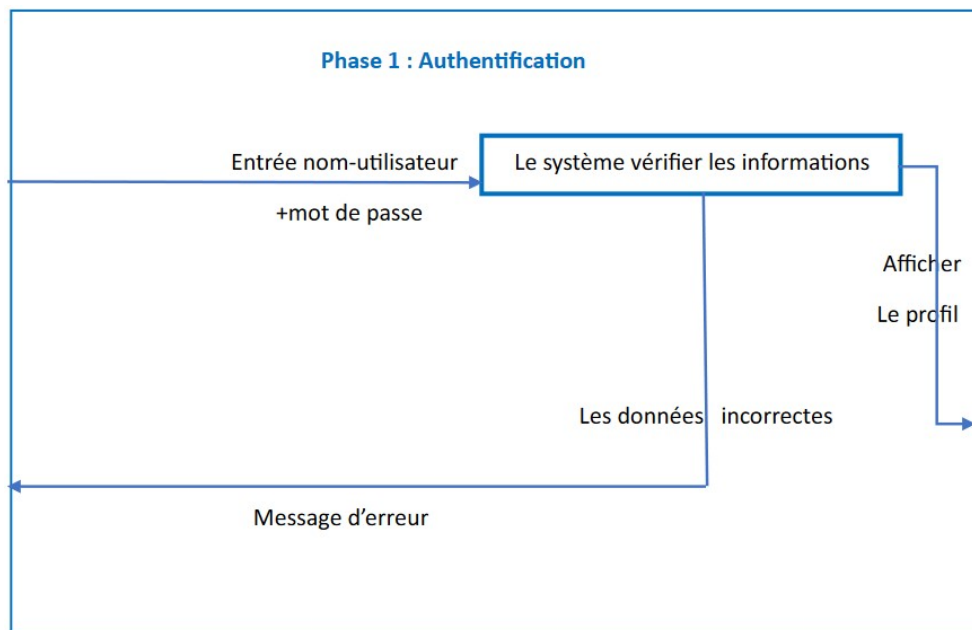 Phase 1 : Authentification
Entrée nom-utilisateur
+mot de passe
Le système vérifier les informations
Afficher
Le profil
Les données incorrectes
Message d’erreur